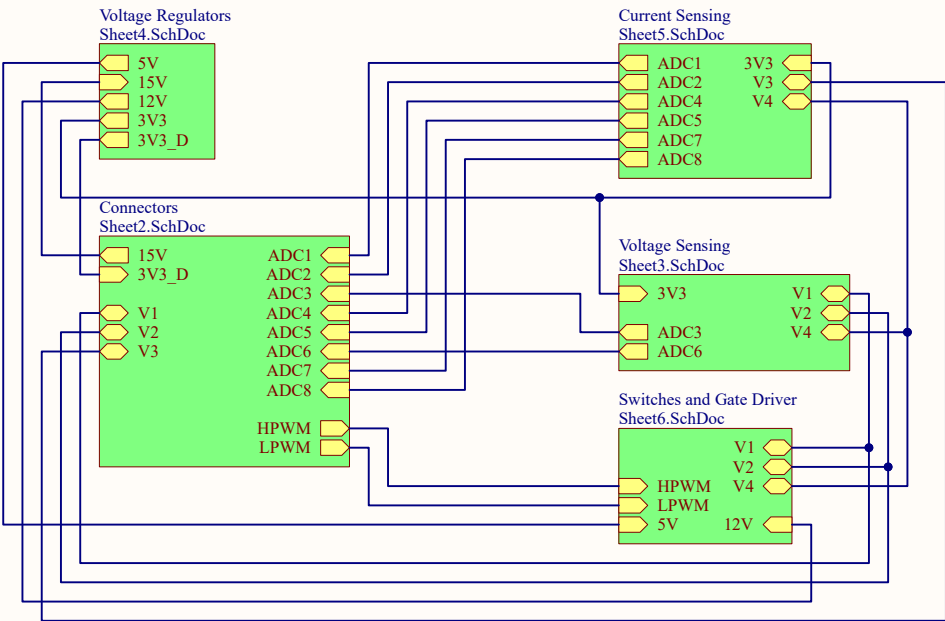 Voltage Regulators
Sheet4.SchDoc
5V
15V
12V
3V3
3V3_D
Current Sensing
Sheet5.SchDoc
ADC1
ADC2
ADC4
ADC5
ADC7
ADC8
3V3
V3
V4
Connectors
Sheet2.SchDoc
15V
3V3_D
V1
V2
V3
ADC1
ADC2
ADC3
ADC4
ADC5
ADC6
ADC7
ADC8
HPWM
LPWM
Voltage Sensing
Sheet3.SchDoc
3V3
ADC3
ADC6
V1
V2
V4
Switches and Gate Driver
Sheet6.SchDoc
HPWM
LPWM
5V
V1
V2
V4
12V